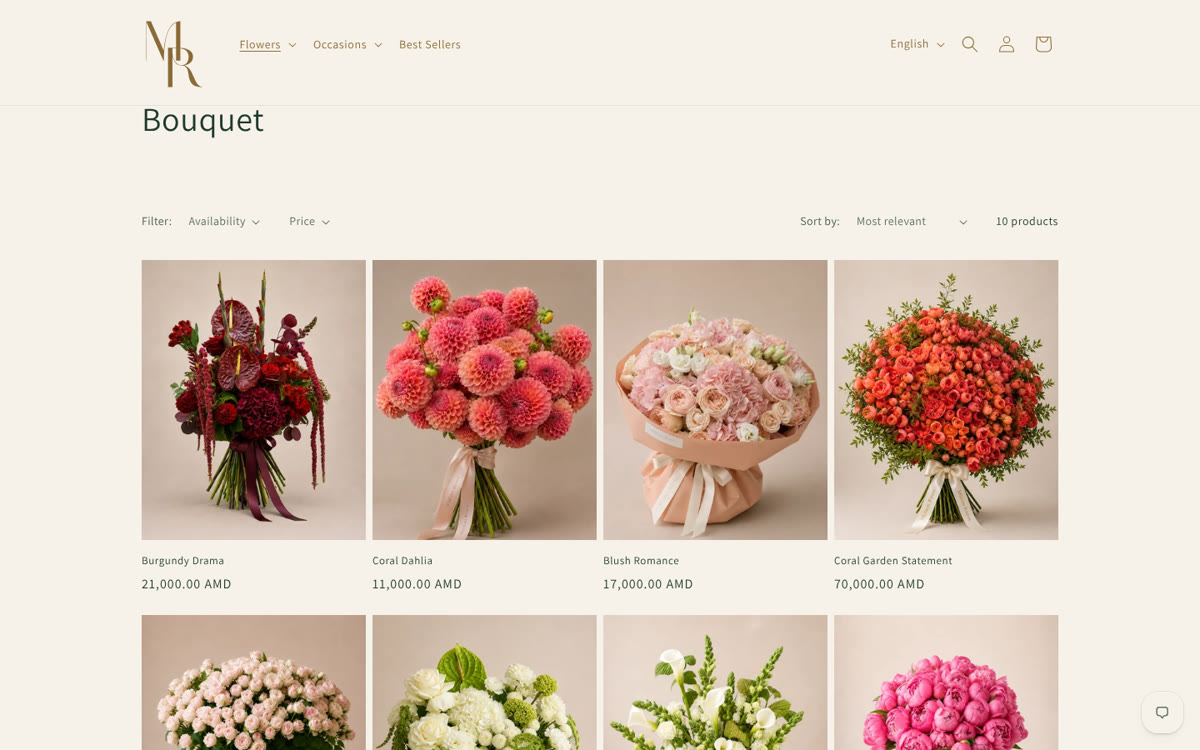 MR
Flowers Occasions Best Sellers English
Bouquet
Filter: Availability Price Sort by: Most relevant 10 products
Burgundy Drama Coral Dahlia Blush Romance Coral Garden Statement
21,000.00 AMD 11,000.00 AMD 17,000.00 AMD 70,000.00 AMD